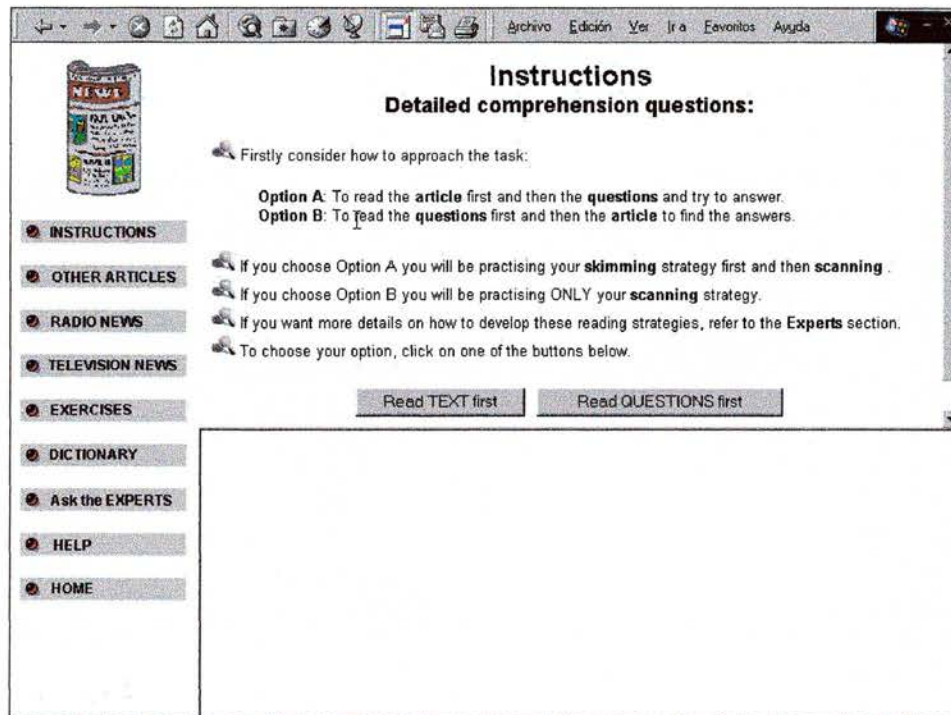 Archivo Edición Ver Ir a Favoritos Ayuda
NEWS
Instructions
Detailed comprehension questions:
Firstly consider how to approach the task:
Option A: To read the article first and then the questions and try to answer.
Option B: To read the questions first and then the article to find the answers.
If you choose Option A you will be practising your skimming strategy first and then scanning .
If you choose Option B you will be practising ONLY your scanning strategy.
If you want more details on how to develop these reading strategies, refer to the Experts section.
To choose your option, click on one of the buttons below.
Read TEXT first Read QUESTIONS first
INSTRUCTIONS
OTHER ARTICLES
RADIO NEWS
TELEVISION NEWS
EXERCISES
DICTIONARY
Ask the EXPERTS
HELP
HOME